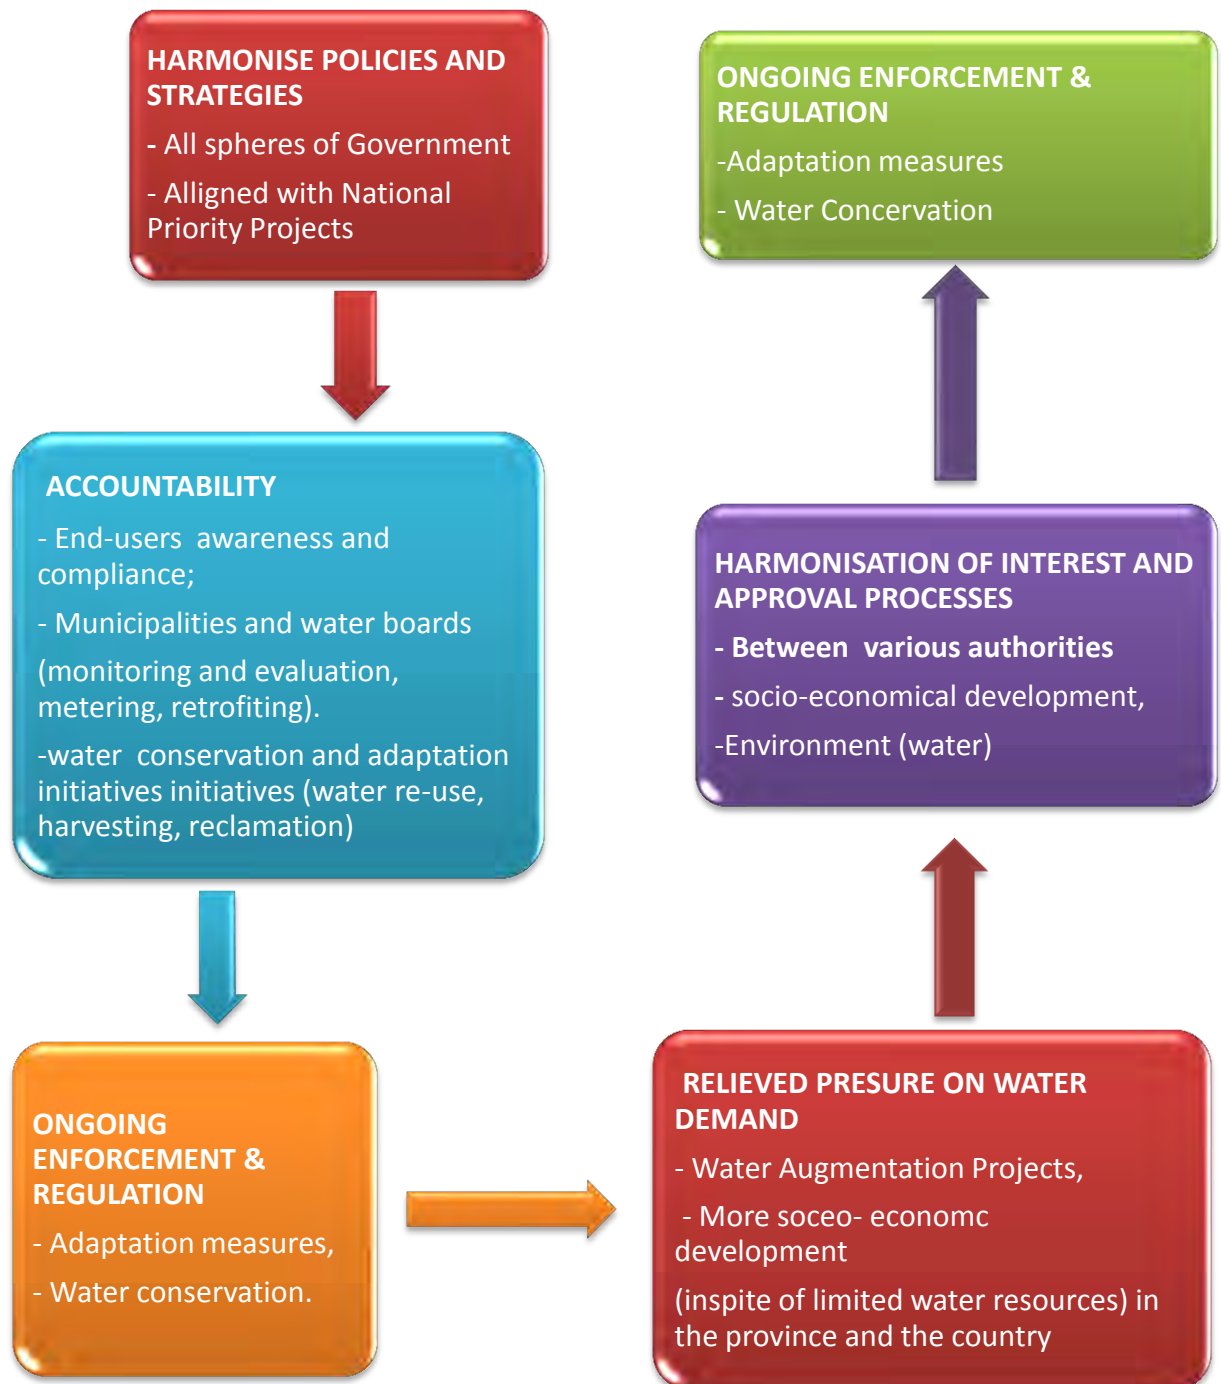 HARMONISE POLICIES AND
STRATEGIES
- All spheres of Government
- Alligned with National
Priority Projects
ACCOUNTABILITY
- End-users awareness and
compliance;
- Municipalities and water boards
(monitoring and evaluation,
metering, retrofiting).
-water conservation and adaptation
initiatives initiatives (water re-use,
harvesting, reclamation)
ONGOING
ENFORCEMENT &
REGULATION
- Adaptation measures,
- Water conservation.
RELIEVED PRESURE ON WATER
DEMAND
- Water Augmentation Projects,
- More soceo- economc
development
(inspite of limited water resources) in
the province and the country
HARMONISATION OF INTEREST AND
APPROVAL PROCESSES
- Between various authorities
- socio-economical development,
-Environment (water)
ONGOING ENFORCEMENT &
REGULATION
-Adaptation measures
- Water Concervation